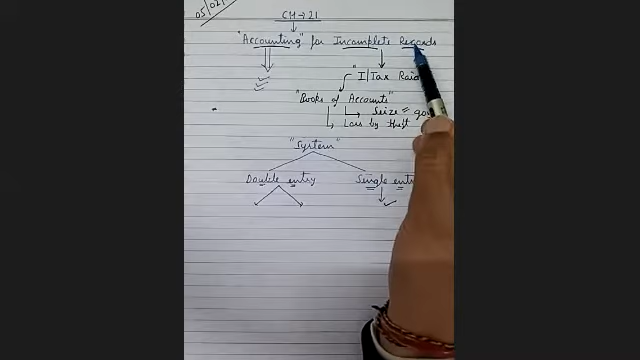 05/02/
CH → 21
"Accounting" for Incomplete Records
"I/Tax Raid
"Books of Accounts"
Seize = gov
Loss by theft
"System"
Double entry Single entry